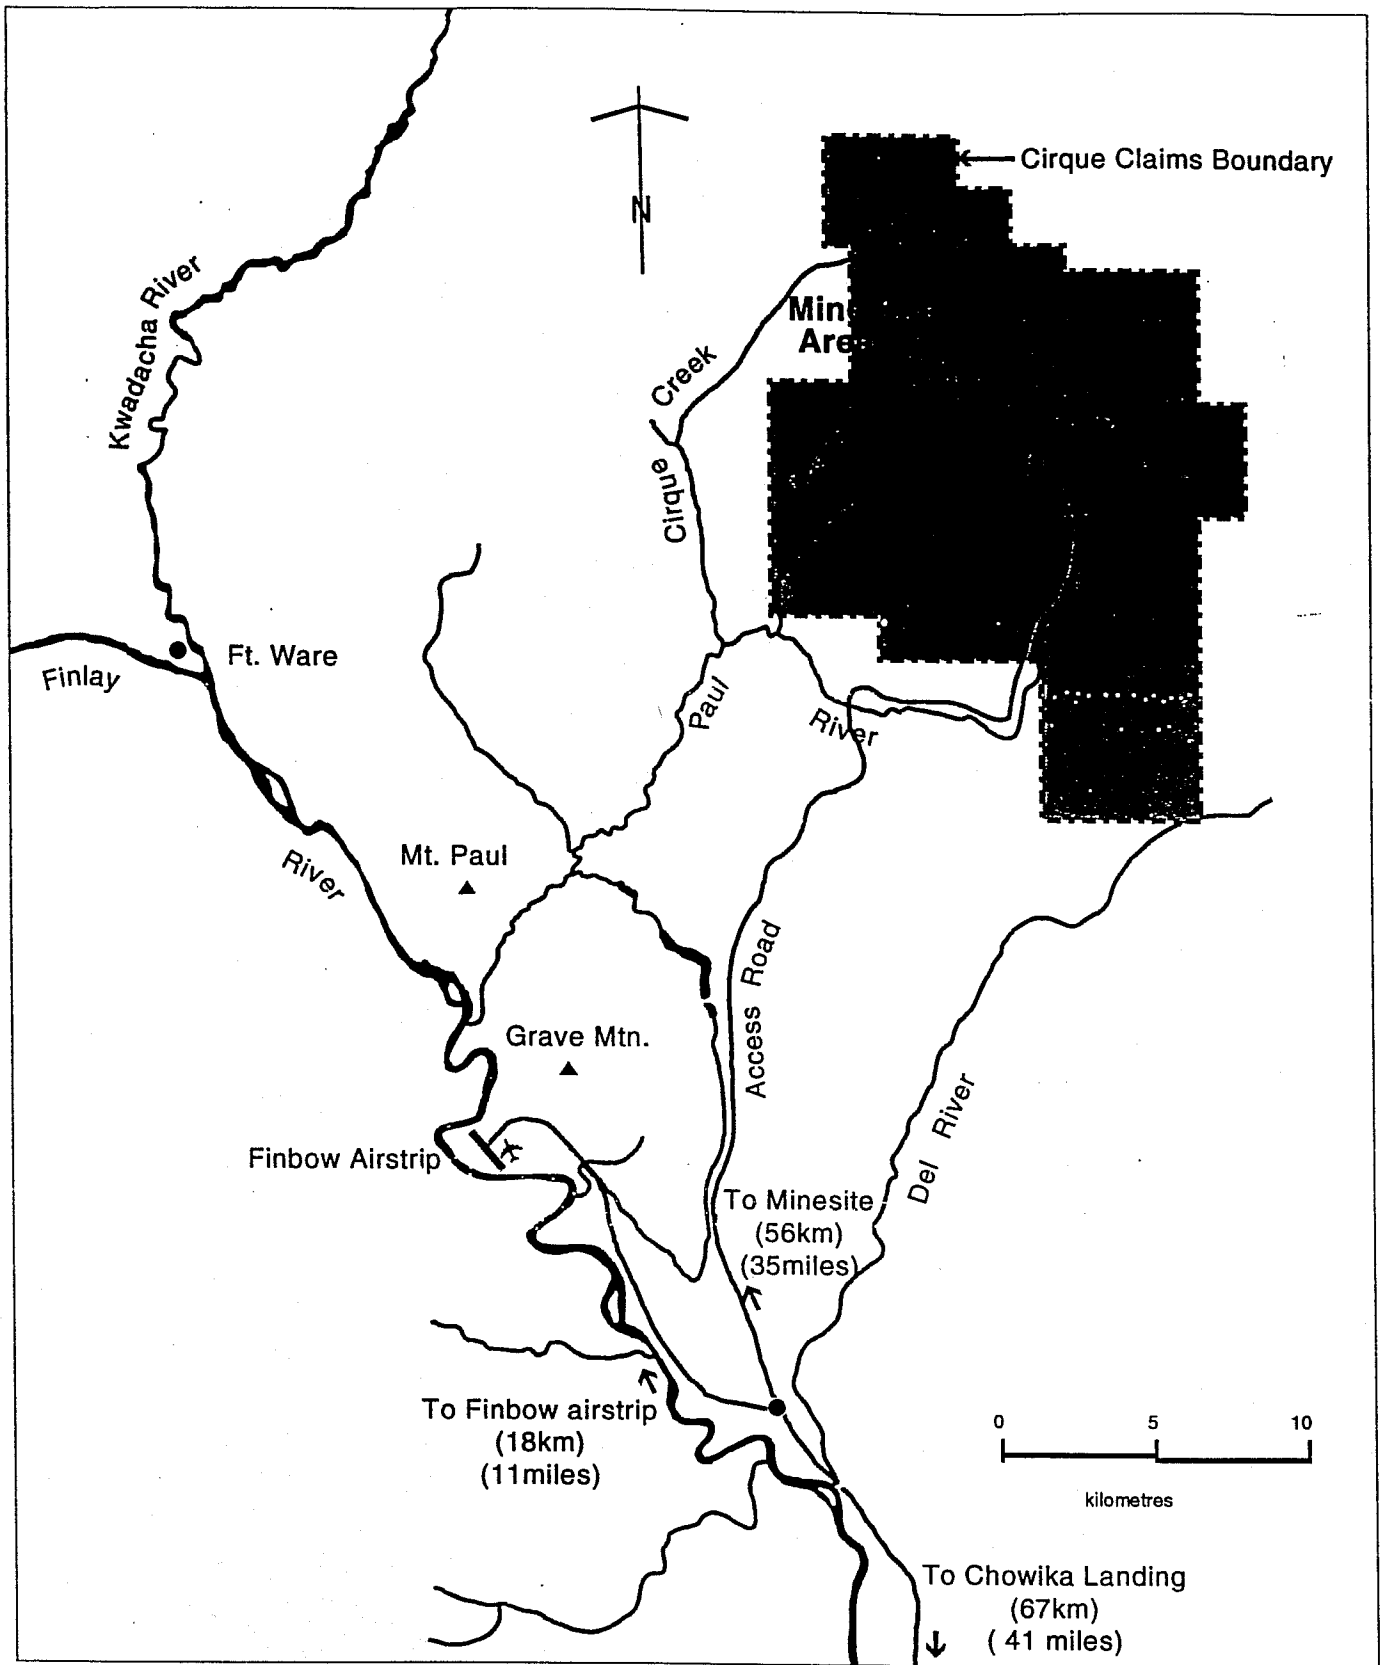 Cirque Claims Boundary
N
Kwadacha River
Cirque Creek
Ft. Ware
Finlay River
Paul River
Mt. Paul
Access Road
Grave Mtn.
Del River
Finbow Airstrip
To Minesite
(56km)
(35miles)
To Finbow airstrip
(18km)
(11miles)
0 5 10
kilometres
To Chowika Landing
(67km)
( 41 miles)